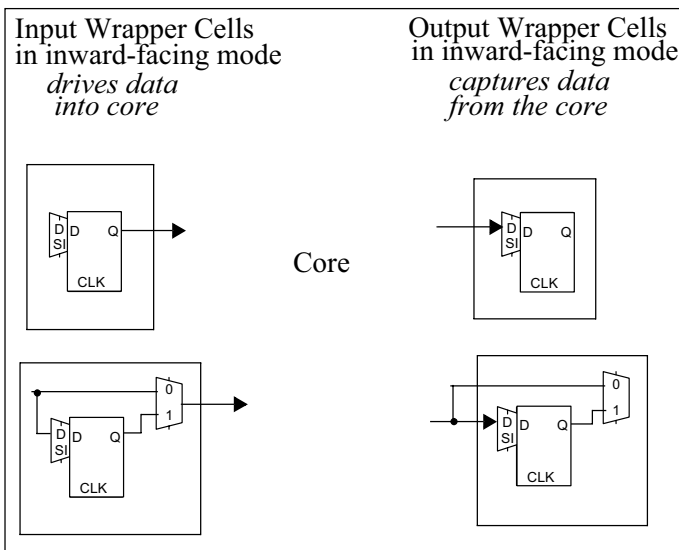 Input Wrapper Cells
in inward-facing mode
drives data
into core
Output Wrapper Cells
in inward-facing mode
captures data
from the core
D
SI
D
Q
CLK
Core
D
SI
D
Q
CLK
0
1
D
SI
D
Q
CLK
0
1
D
SI
D
Q
CLK